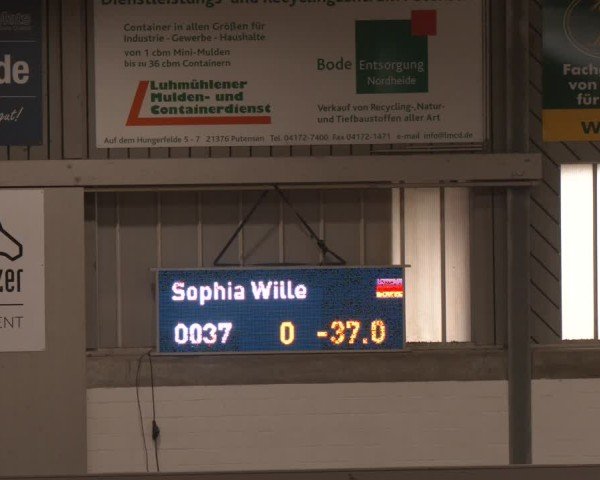 Container in allen Größen für
Industrie - Gewerbe - Haushalte
von 1 cbm Mini-Mulden
bis zu 36 cbm Containern
Bode
Entsorgung
Nordheide
Luhmühlener
Mulden- und
Containerdienst
Verkauf von Recycling-, Natur-
und Tiefbaustoffen aller Art
Auf dem Hungerfelde 5 - 7 21376 Putensen Tel. 04172-7400 Fax 04172-1471 e-mail info@lmcd.de
de
gut!
Fache
von
für
W
zer
ENT
Sophia Wille
0037 0 -37.0